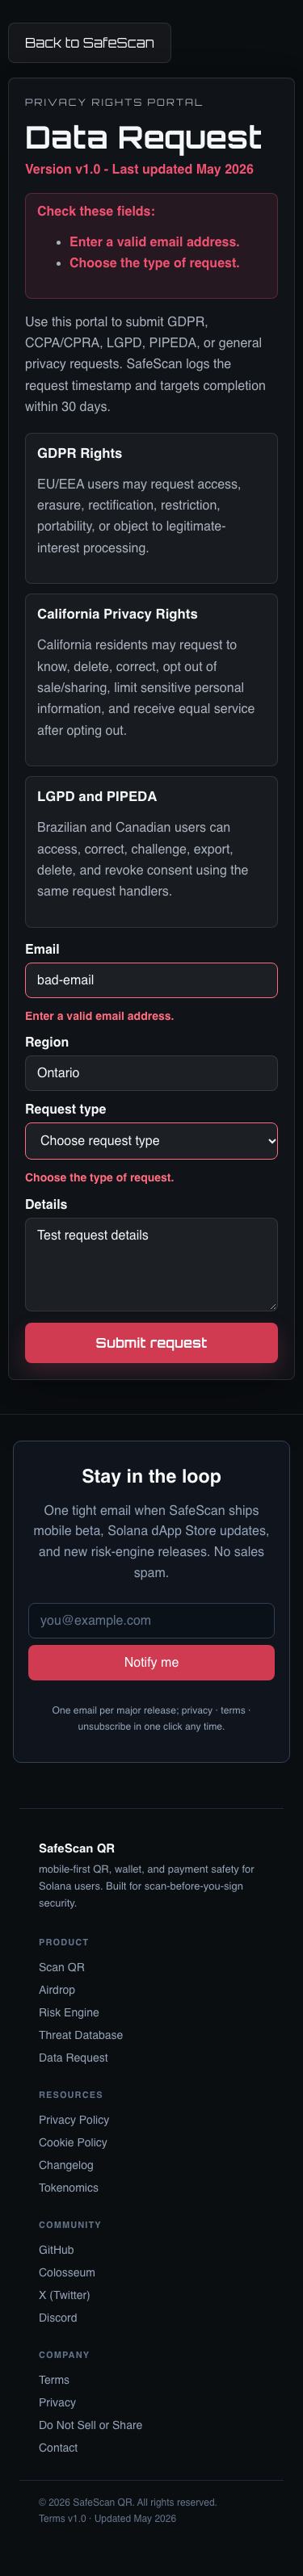 Back to SafeScan
PRIVACY RIGHTS PORTAL
Data Request
Version v1.0 - Last updated May 2026
Check these fields:
• Enter a valid email address.
• Choose the type of request.
Use this portal to submit GDPR,
CCPA/CPRA, LGPD, PIPEDA, or general
privacy requests. SafeScan logs the
request timestamp and targets completion
within 30 days.
GDPR Rights
EU/EEA users may request access,
erasure, rectification, restriction,
portability, or object to legitimate-
interest processing.
California Privacy Rights
California residents may request to
know, delete, correct, opt out of
sale/sharing, limit sensitive personal
information, and receive equal service
after opting out.
LGPD and PIPEDA
Brazilian and Canadian users can
access, correct, challenge, export,
delete, and revoke consent using the
same request handlers.
Email
bad-email
Enter a valid email address.
Region
Ontario
Request type
Choose request type
Choose the type of request.
Details
Test request details
Submit request
Stay in the loop
One tight email when SafeScan ships
mobile beta, Solana dApp Store updates,
and new risk-engine releases. No sales
spam.
you@example.com
Notify me
One email per major release; privacy · terms ·
unsubscribe in one click any time.
SafeScan QR
mobile-first QR, wallet, and payment safety for
Solana users. Built for scan-before-you-sign
security.
PRODUCT
Scan QR
Airdrop
Risk Engine
Threat Database
Data Request
RESOURCES
Privacy Policy
Cookie Policy
Changelog
Tokenomics
COMMUNITY
GitHub
Colosseum
X (Twitter)
Discord
COMPANY
Terms
Privacy
Do Not Sell or Share
Contact
© 2026 SafeScan QR. All rights reserved.
Terms v1.0 · Updated May 2026